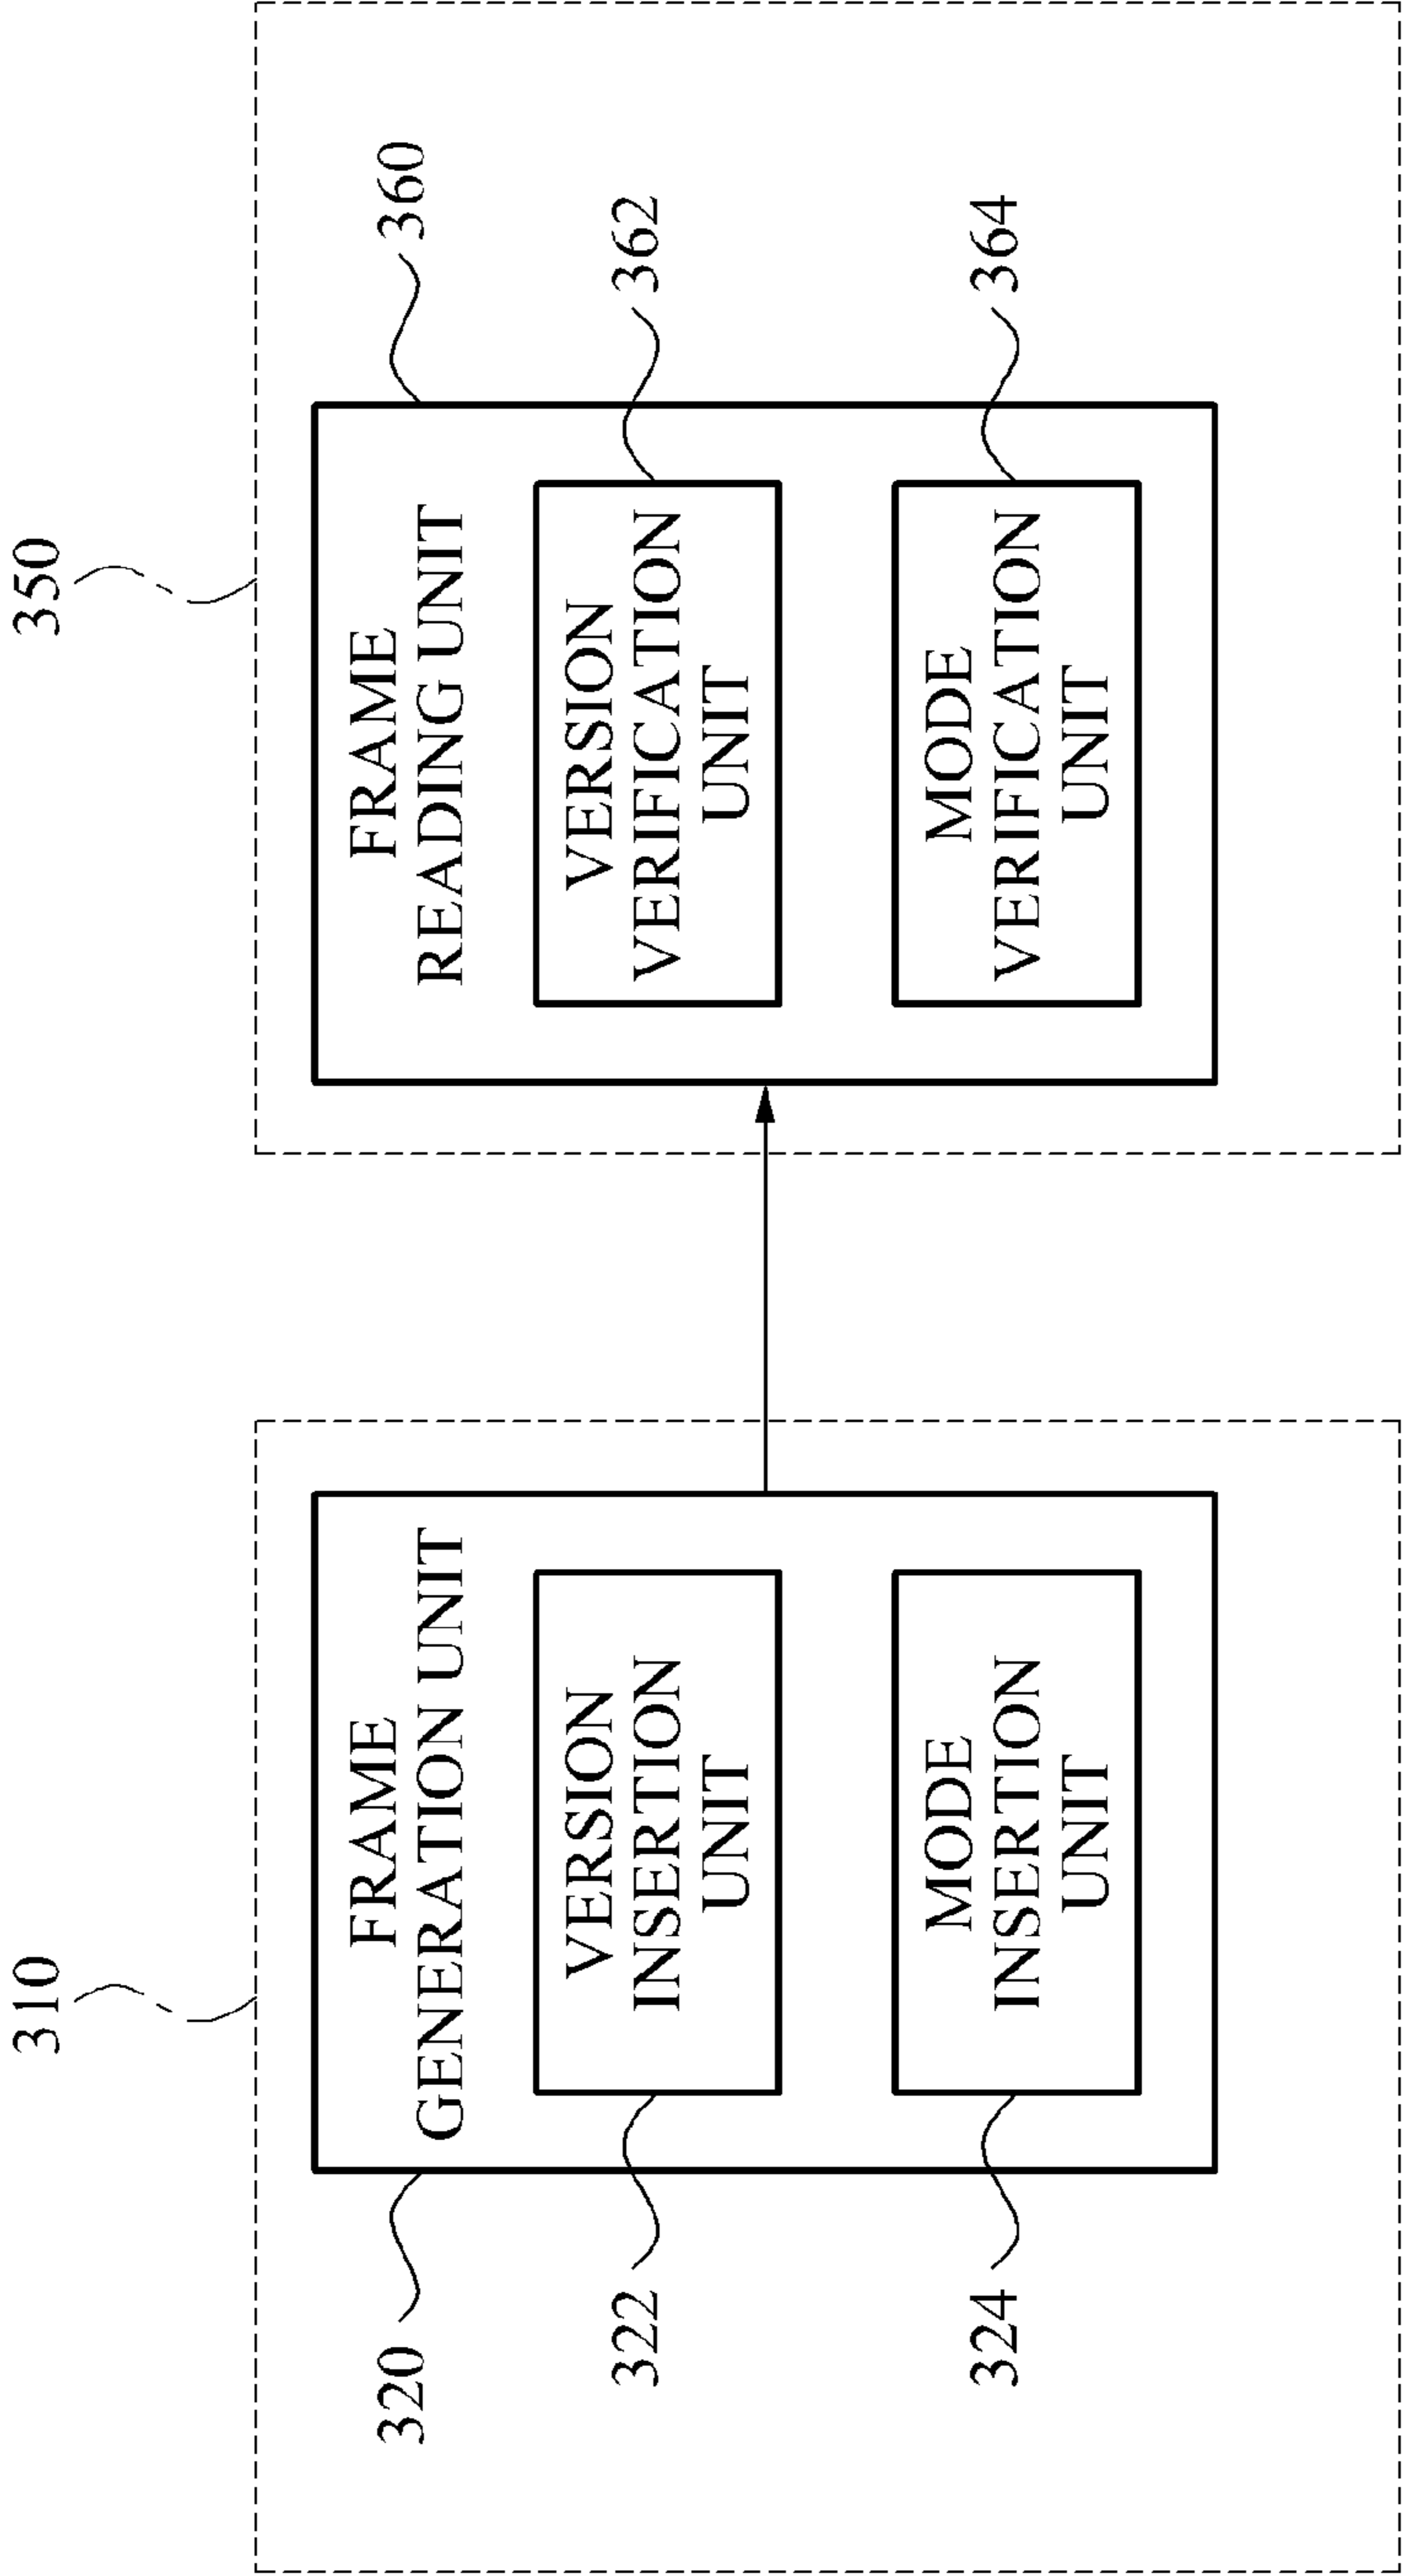 310
350
320
FRAME
GENERATION UNIT
322
VERSION
INSERTION
UNIT
324
MODE
INSERTION
UNIT
360
FRAME
READING UNIT
362
VERSION
VERIFICATION
UNIT
364
MODE
VERIFICATION
UNIT